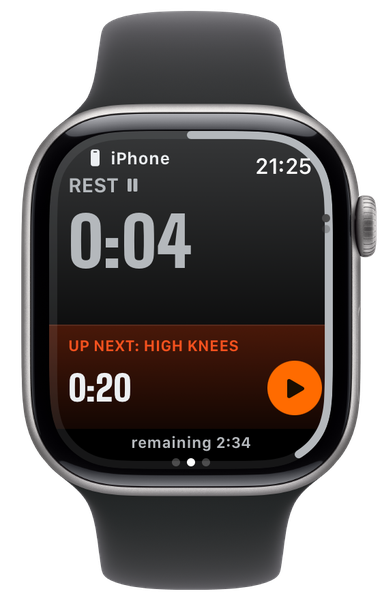 iPhone
21:25
REST
0:04
UP NEXT: HIGH KNEES
0:20
remaining 2:34